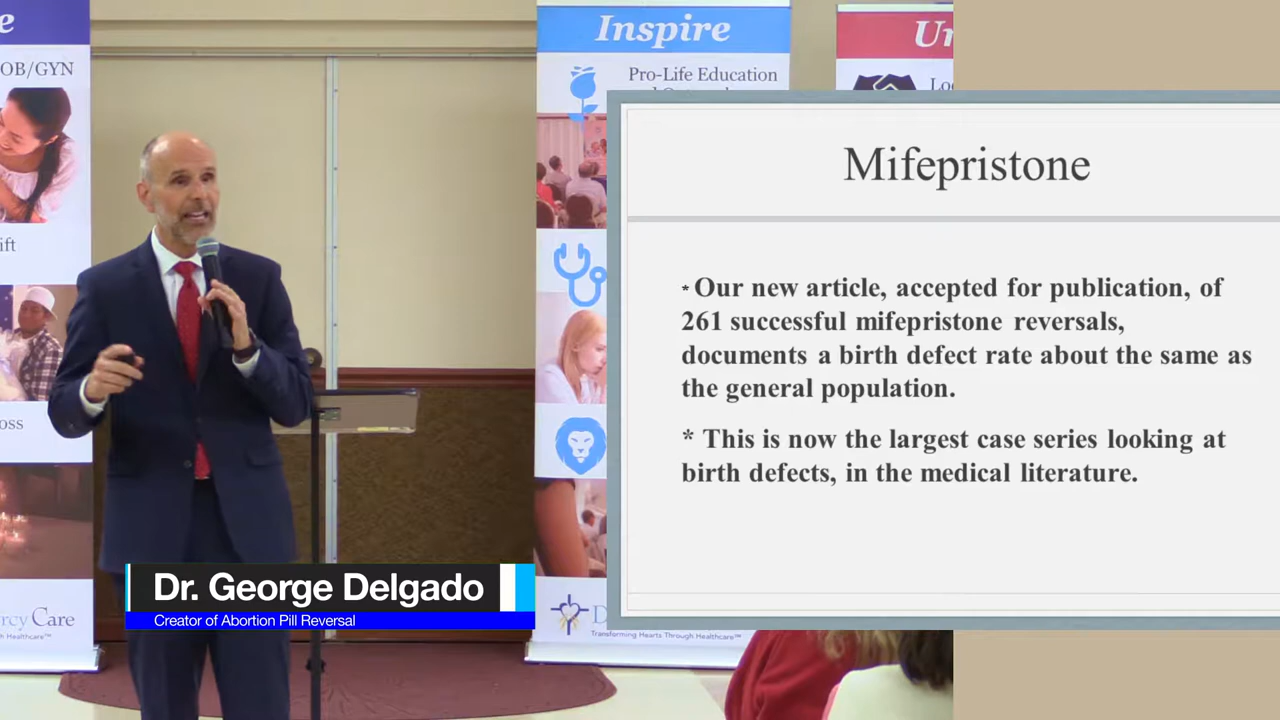 e
OB/GYN
ift
oss
rcy Care
h Healthcare™
Inspire
Pro-Life Education
Un
Lo
Transforming Hearts Through Healthcare™
Mifepristone
* Our new article, accepted for publication, of
261 successful mifepristone reversals,
documents a birth defect rate about the same as
the general population.
* This is now the largest case series looking at
birth defects, in the medical literature.
Dr. George Delgado
Creator of Abortion Pill Reversal